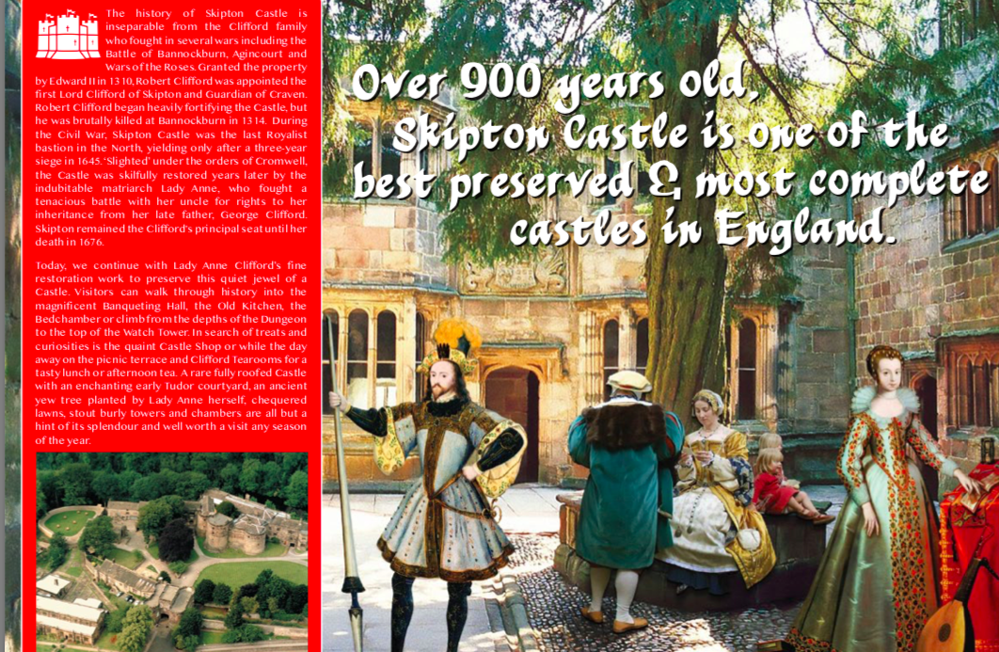 The history of Skipton Castle is
inseparable from the Clifford family
who fought in several wars including the
Battle of Bannockburn, Agincourt and
Wars of the Roses. Granted the property
by Edward II in 1310, Robert Clifford was appointed the
first Lord Clifford of Skipton and Guardian of Craven.
Robert Clifford began heavily fortifying the Castle, but
he was brutally killed at Bannockburn in 1314. During
the Civil War, Skipton Castle was the last Royalist
bastion in the North, yielding only after a three-year
siege in 1645. ‘Slighted’ under the orders of Cromwell,
the Castle was skilfully restored years later by the
indubitable matriarch Lady Anne, who fought a
tenacious battle with her uncle for rights to her
inheritance from her late father, George Clifford.
Skipton remained the Clifford's principal seat until her
death in 1676.
Today, we continue with Lady Anne Clifford's fine
restoration work to preserve this quiet jewel of a
Castle. Visitors can walk through history into the
magnificent Banqueting Hall, the Old Kitchen, the
Bedchamber or climb from the depths of the Dungeon
to the top of the Watch Tower. In search of treats and
curiosities is the quaint Castle Shop or while the day
away on the picnic terrace and Clifford Tearooms for a
tasty lunch or afternoon tea. A rare fully roofed Castle
with an enchanting early Tudor courtyard, an ancient
yew tree planted by Lady Anne herself, chequered
lawns, stout burly towers and chambers are all but a
hint of its splendour and well worth a visit any season
of the year.
Over 900 years old,
Skipton Castle is one of the
best preserved & most complete
castles in England.